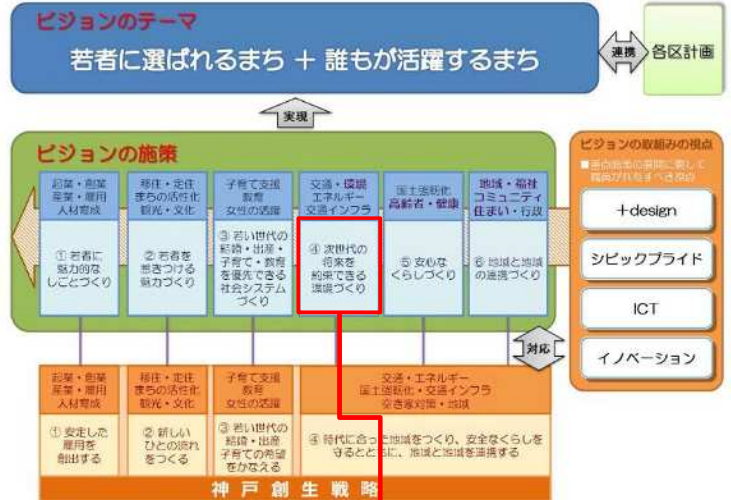 ビジョンのテーマ
若者に選ばれるまち + 誰もが活躍するまち
連携
各区計画
実現
ビジョンの施策
起業・創業
産業・雇用
人材育成
① 若者に
魅力的な
しごとづくり
移住・定住
まちの活性化
観光・文化
② 若者を
惹きつける
魅力づくり
子育て支援
教育
女性の活躍
③ 若い世代の
結婚・出産・
子育て・教育
を優先できる
社会システム
づくり
交通・環境
エネルギー
交通インフラ
④ 次世代の
将来を
約束できる
環境づくり
国土強靭化
高齢者・健康
⑤ 安心な
くらしづくり
地域・福祉
コミュニティ
住まい・行政
⑥ 地域と地域
の連携づくり
ビジョンの取組みの視点
+design
シビックプライド
ICT
イノベーション
対応
起業・創業
産業・雇用
人材育成
① 安定した
雇用を
創出する
移住・定住
まちの活性化
観光・文化
② 新しい
ひとの流れ
をつくる
子育て支援
教育
女性の活躍
③ 若い世代の
結婚・出産
子育ての希望
をかなえる
交通・エネルギー
国土強靭化・交通インフラ
空き家対策・地域
④ 時代に合った地域をつくり、安全なくらしを
守るとともに、地域と地域を連携する
神戸創生戦略